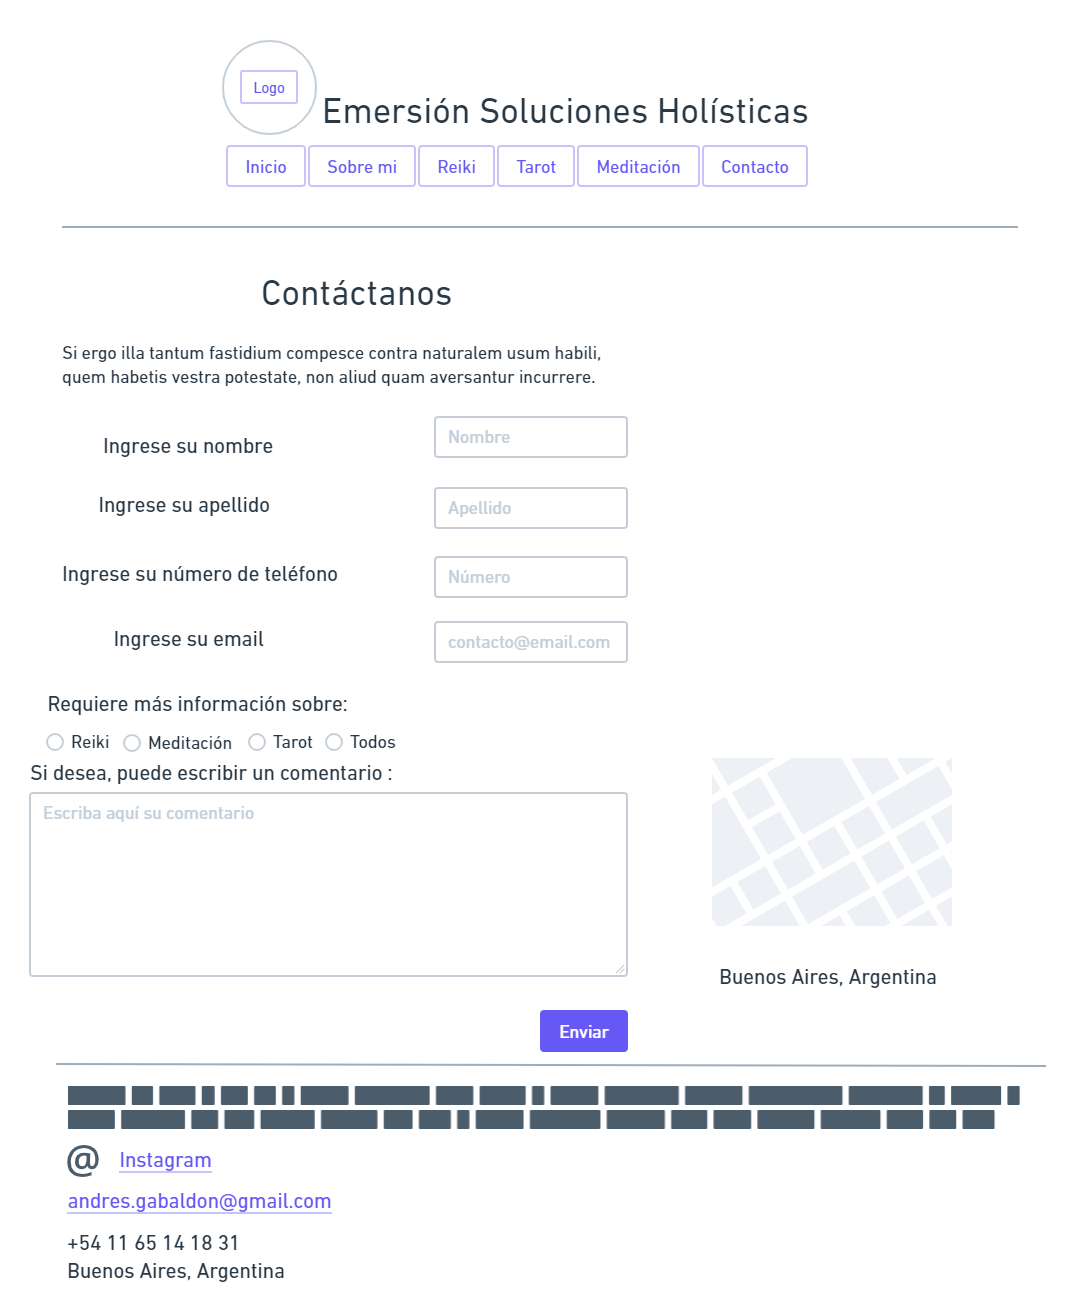 Logo
Emersión Soluciones Holísticas
Inicio Sobre mi Reiki Tarot Meditación Contacto
Contáctanos
Si ergo illa tantum fastidium compesce contra naturalem usum habili,
quem habetis vestra potestate, non aliud quam aversantur incurrere.
Ingrese su nombre Nombre
Ingrese su apellido Apellido
Ingrese su número de teléfono Número
Ingrese su email contacto@email.com
Requiere más información sobre:
Reiki Meditación Tarot Todos
Si desea, puede escribir un comentario :
Escriba aquí su comentario
Buenos Aires, Argentina
Enviar
@ Instagram
andres.gabaldon@gmail.com
+54 11 65 14 18 31
Buenos Aires, Argentina